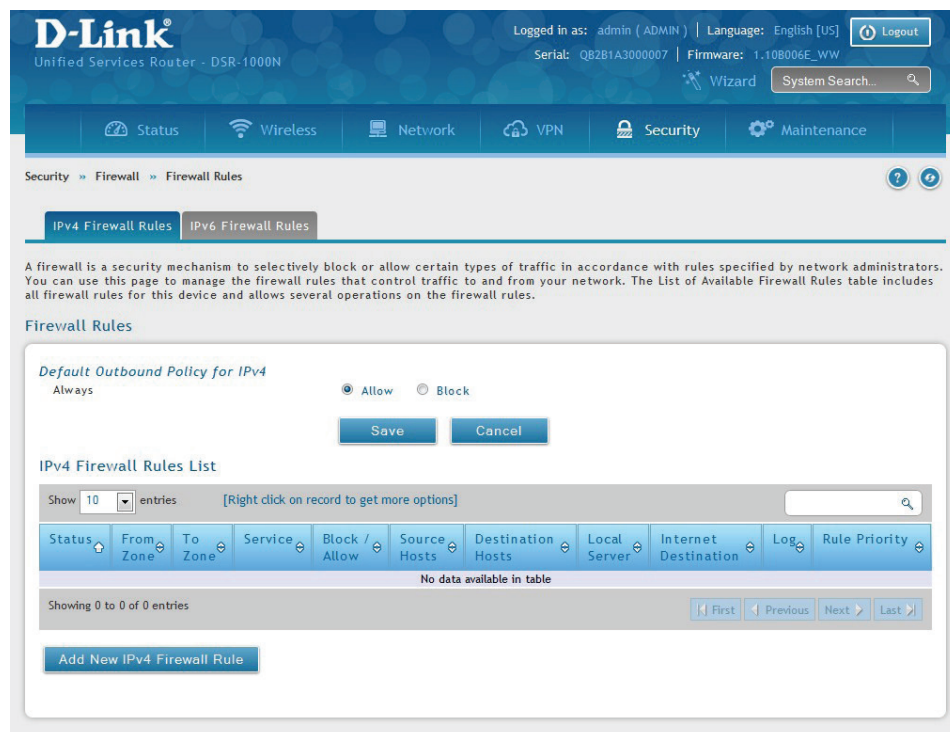 D-Link®
Unified Services Router - DSR-1000N
Logged in as: admin ( ADMIN ) | Language: English [US]
Logout
Serial: QB2B1A3000007 | Firmware: 1.10B006E_WW
Wizard
System Search...
Status
Wireless
Network
VPN
Security
Maintenance
Security » Firewall » Firewall Rules
?
IPv4 Firewall Rules
IPv6 Firewall Rules
A firewall is a security mechanism to selectively block or allow certain types of traffic in accordance with rules specified by network administrators.
You can use this page to manage the firewall rules that control traffic to and from your network. The List of Available Firewall Rules table includes
all firewall rules for this device and allows several operations on the firewall rules.
Firewall Rules
Default Outbound Policy for IPv4
Always
Allow
Block
Save
Cancel
IPv4 Firewall Rules List
Show 10 entries
[Right click on record to get more options]
Status
From Zone
To Zone
Service
Block / Allow
Source Hosts
Destination Hosts
Local Server
Internet Destination
Log
Rule Priority
No data available in table
Showing 0 to 0 of 0 entries
First
Previous
Next
Last
Add New IPv4 Firewall Rule